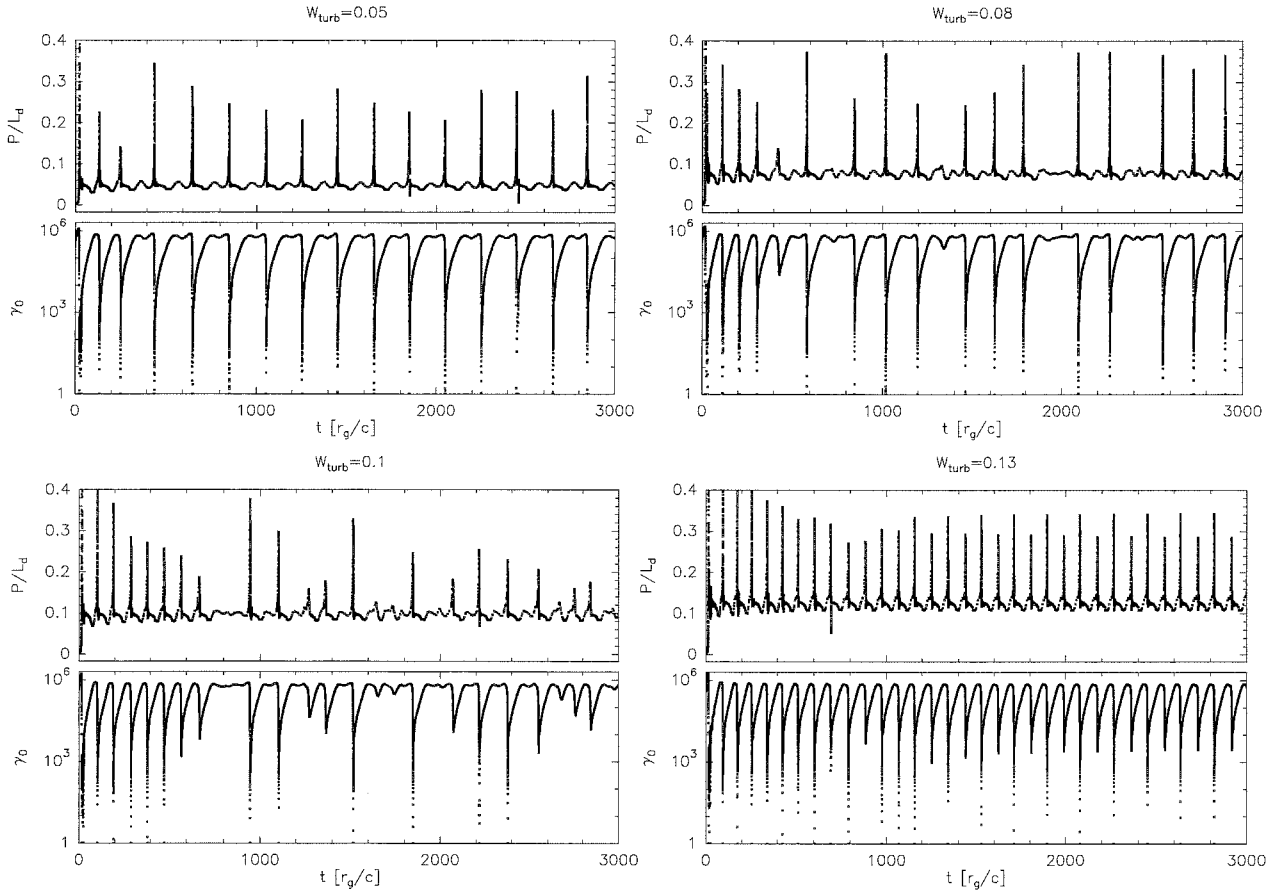 W_turb=0.05
0.4
0.3
0.2
0.1
0
P/L_d
10^6
10^3
1
γ_0
0 1000 2000 3000
t [r_g/c]
W_turb=0.08
0.4
0.3
0.2
0.1
0
P/L_d
10^6
10^3
1
γ_0
0 1000 2000 3000
t [r_g/c]
W_turb=0.1
0.4
0.3
0.2
0.1
0
P/L_d
10^6
10^3
1
γ_0
0 1000 2000 3000
t [r_g/c]
W_turb=0.13
0.4
0.3
0.2
0.1
0
P/L_d
10^6
10^3
1
γ_0
0 1000 2000 3000
t [r_g/c]